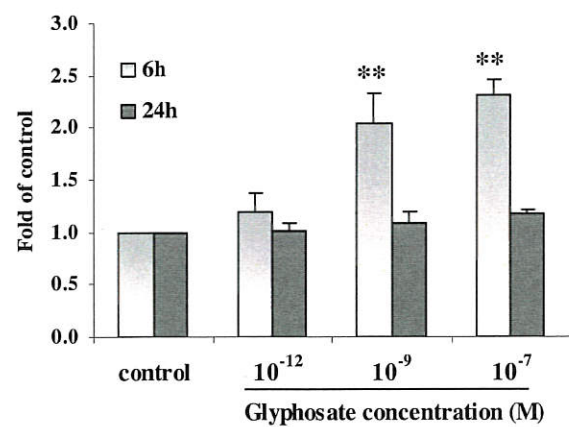 3.0
2.5
2.0
1.5
1.0
0.5
0.0
Fold of control
6h
24h
**
**
control
10-12
10-9
10-7
Glyphosate concentration (M)